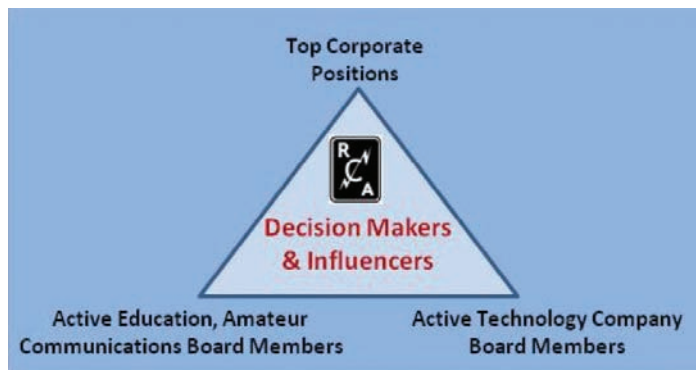 Top Corporate
Positions
R
C
A
Decision Makers
& Influencers
Active Education, Amateur
Communications Board Members
Active Technology Company
Board Members